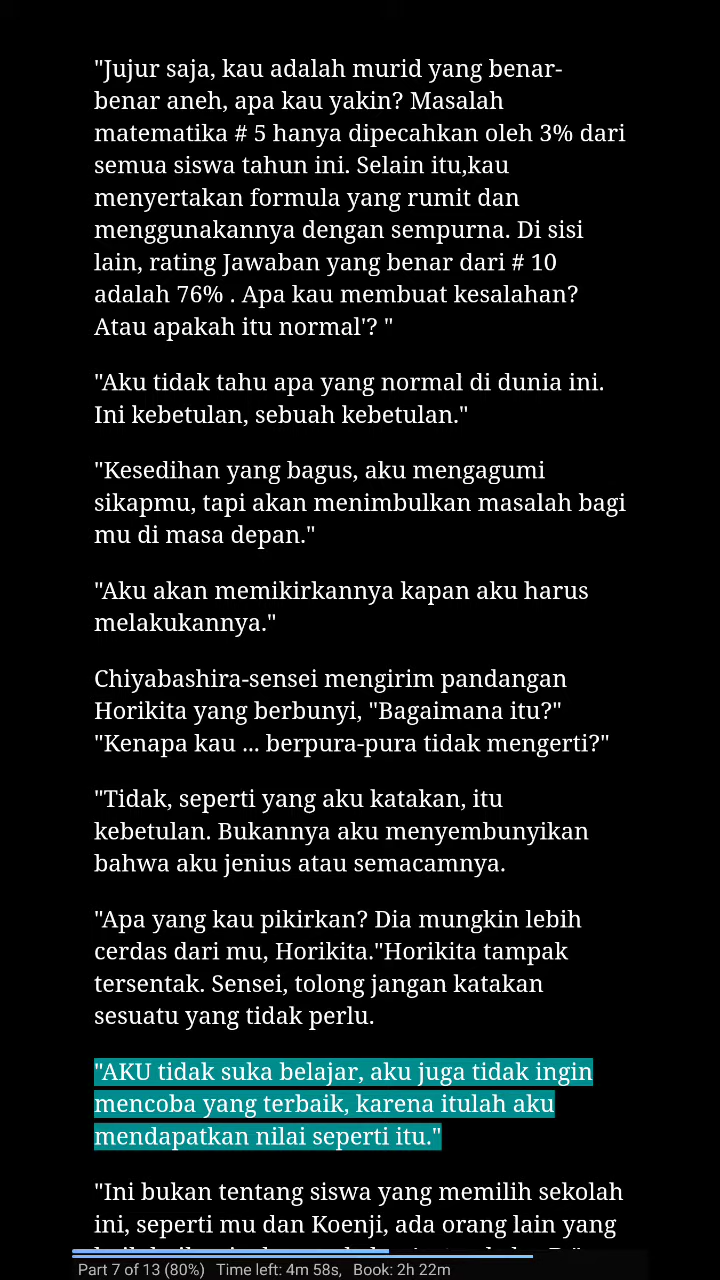 "Jujur saja, kau adalah murid yang benar-
benar aneh, apa kau yakin? Masalah
matematika # 5 hanya dipecahkan oleh 3% dari
semua siswa tahun ini. Selain itu,kau
menyertakan formula yang rumit dan
menggunakannya dengan sempurna. Di sisi
lain, rating Jawaban yang benar dari # 10
adalah 76% . Apa kau membuat kesalahan?
Atau apakah itu normal'? "
"Aku tidak tahu apa yang normal di dunia ini.
Ini kebetulan, sebuah kebetulan."
"Kesedihan yang bagus, aku mengagumi
sikapmu, tapi akan menimbulkan masalah bagi
mu di masa depan."
"Aku akan memikirkannya kapan aku harus
melakukannya."
Chiyabashira-sensei mengirim pandangan
Horikita yang berbunyi, "Bagaimana itu?"
"Kenapa kau ... berpura-pura tidak mengerti?"
"Tidak, seperti yang aku katakan, itu
kebetulan. Bukannya aku menyembunyikan
bahwa aku jenius atau semacamnya.
"Apa yang kau pikirkan? Dia mungkin lebih
cerdas dari mu, Horikita."Horikita tampak
tersentak. Sensei, tolong jangan katakan
sesuatu yang tidak perlu.
"AKU tidak suka belajar, aku juga tidak ingin
mencoba yang terbaik, karena itulah aku
mendapatkan nilai seperti itu."
"Ini bukan tentang siswa yang memilih sekolah
ini, seperti mu dan Koenji, ada orang lain yang
Part 7 of 13 (80%) Time left: 4m 58s, Book: 2h 22m